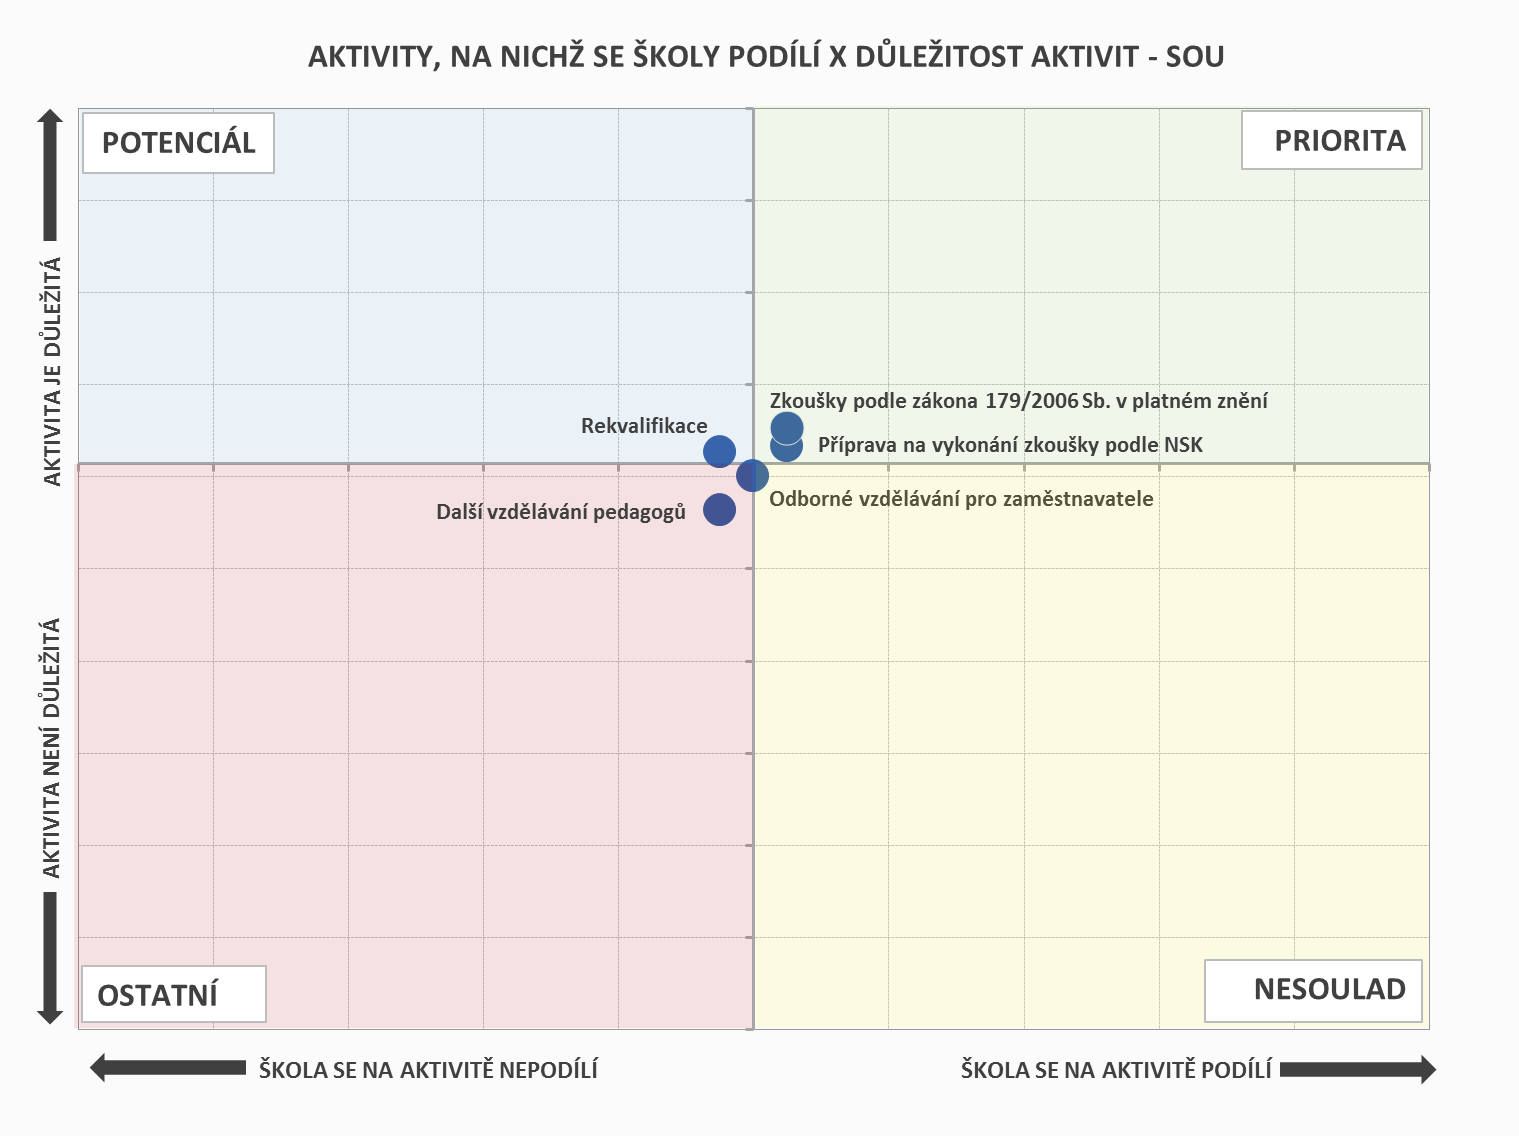 AKTIVITY, NA NICHŽ SE ŠKOLY PODÍLÍ X DŮLEŽITOST AKTIVIT - SOU
POTENCIÁL
PRIORITA
AKTIVITA JE DŮLEŽITÁ
Zkoušky podle zákona 179/2006 Sb. v platném znění
Rekvalifikace
Příprava na vykonání zkoušky podle NSK
Odborné vzdělávání pro zaměstnavatele
Další vzdělávání pedagogů
AKTIVITA NENÍ DŮLEŽITÁ
OSTATNÍ
NESOULAD
ŠKOLA SE NA AKTIVITĚ NEPODÍLÍ
ŠKOLA SE NA AKTIVITĚ PODÍLÍ